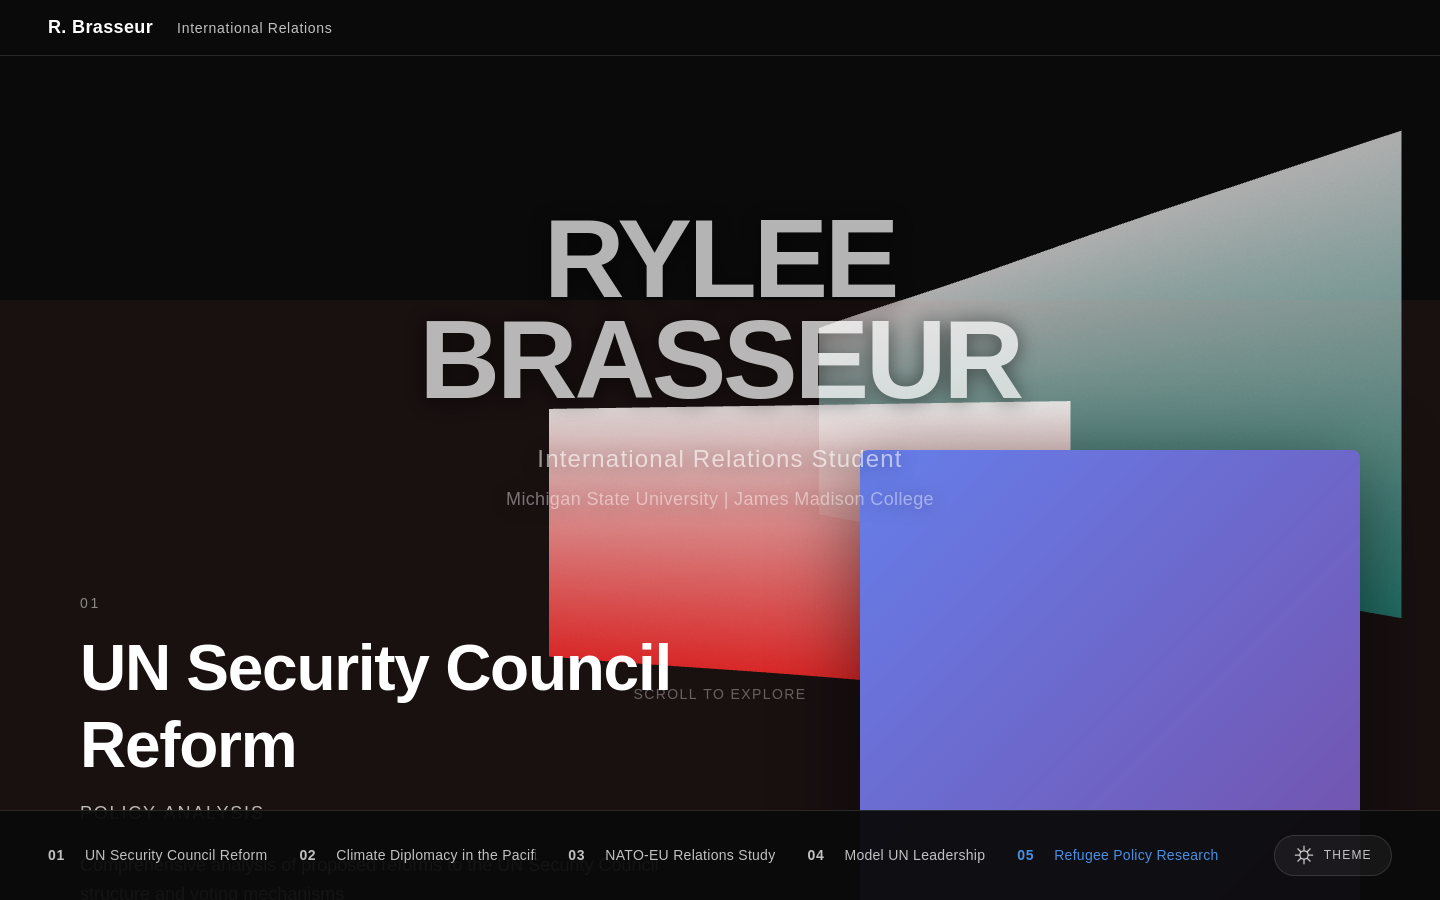 R. Brasseur
International Relations
RYLEE
BRASSEUR
International Relations Student
Michigan State University | James Madison College
01
UN Security Council
Reform
SCROLL TO EXPLORE
POLICY ANALYSIS
Comprehensive analysis of proposed reforms to the UN Security Council
structure and voting mechanisms
01 UN Security Council Reform
02 Climate Diplomacy in the Pacif
03 NATO-EU Relations Study
04 Model UN Leadership
05 Refugee Policy Research
THEME